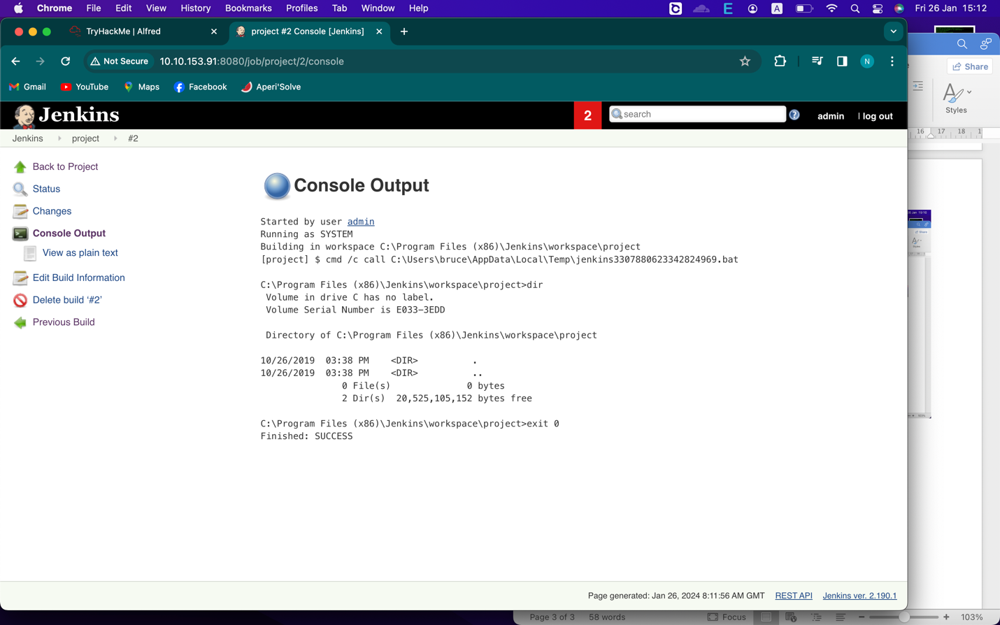 Chrome File Edit View History Bookmarks Profiles Tab Window Help A Fri 26 Jan 15:12
TryHackMe | Alfred
project #2 Console [Jenkins]
Not Secure 10.10.153.91:8080/job/project/2/console N
Gmail YouTube Maps Facebook Aperi'Solve
Share
Styles
16 17 18
Jenkins 2 search admin | log out
Jenkins project #2
Back to Project
Status
Changes
Console Output
View as plain text
Edit Build Information
Delete build ‘#2’
Previous Build
Console Output
Started by user admin
Running as SYSTEM
Building in workspace C:\Program Files (x86)\Jenkins\workspace\project
[project] $ cmd /c call C:\Users\bruce\AppData\Local\Temp\jenkins3307880623342824969.bat
C:\Program Files (x86)\Jenkins\workspace\project>dir
Volume in drive C has no label.
Volume Serial Number is E033-3EDD
Directory of C:\Program Files (x86)\Jenkins\workspace\project
10/26/2019 03:38 PM <DIR> .
10/26/2019 03:38 PM <DIR> ..
0 File(s) 0 bytes
2 Dir(s) 20,525,105,152 bytes free
C:\Program Files (x86)\Jenkins\workspace\project>exit 0
Finished: SUCCESS
Page generated: Jan 26, 2024 8:11:56 AM GMT REST API Jenkins ver. 2.190.1
Page 3 of 3 58 words Focus 103%